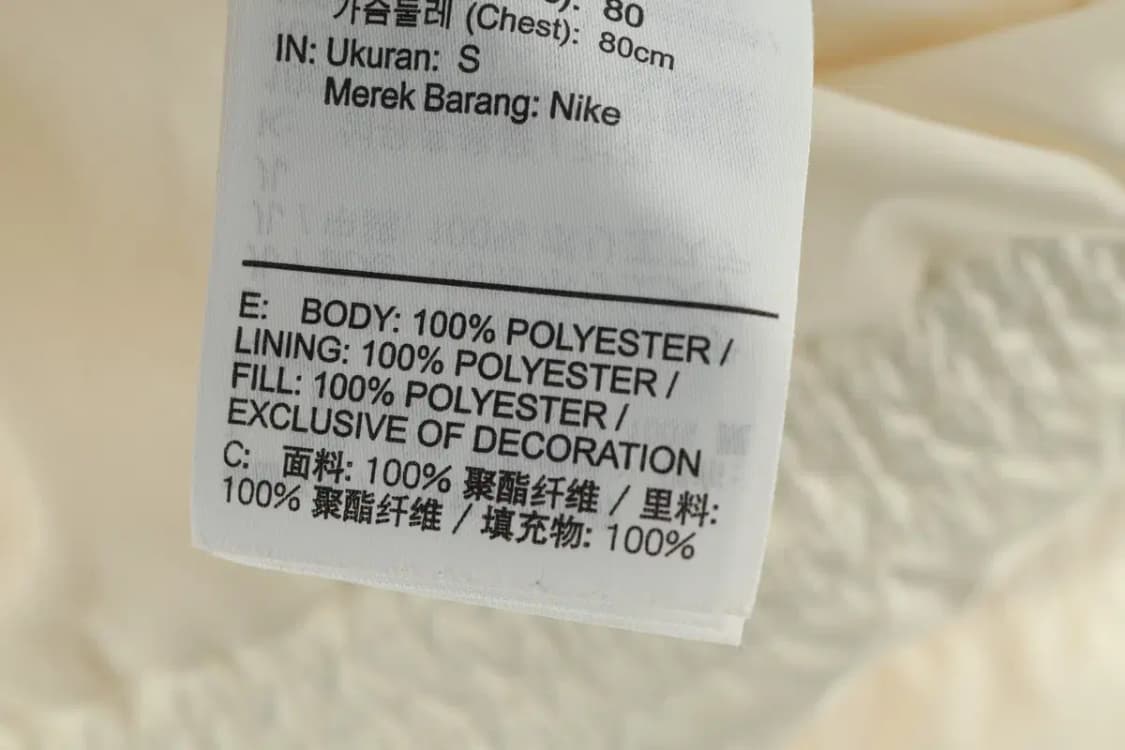 80
가슴둘레 (Chest): 80cm
IN: Ukuran: S
Merek Barang: Nike
E: BODY: 100% POLYESTER /
LINING: 100% POLYESTER /
FILL: 100% POLYESTER /
EXCLUSIVE OF DECORATION
C: 面料: 100% 聚酯纤维 / 里料:
100% 聚酯纤维 / 填充物: 100%